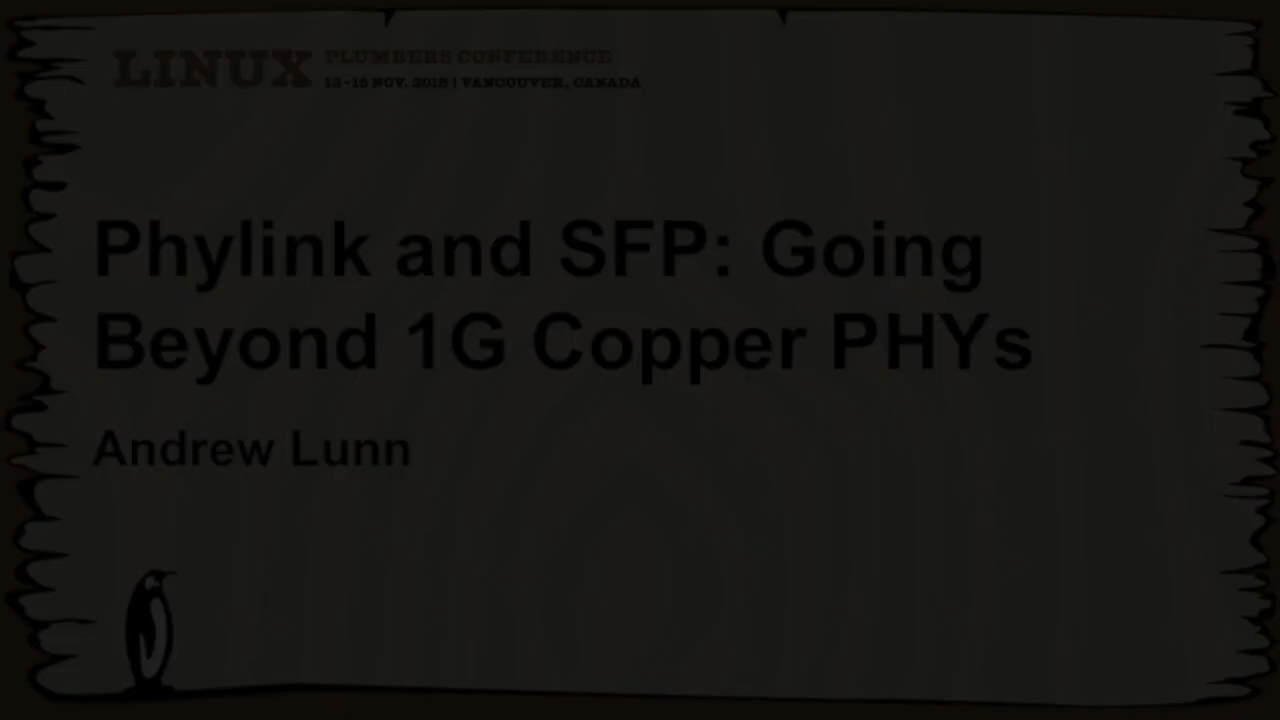 LINUX PLUMBERS CONFERENCE
13-15 NOV. 2018 | VANCOUVER, CANADA
Phylink and SFP: Going
Beyond 1G Copper PHYs
Andrew Lunn